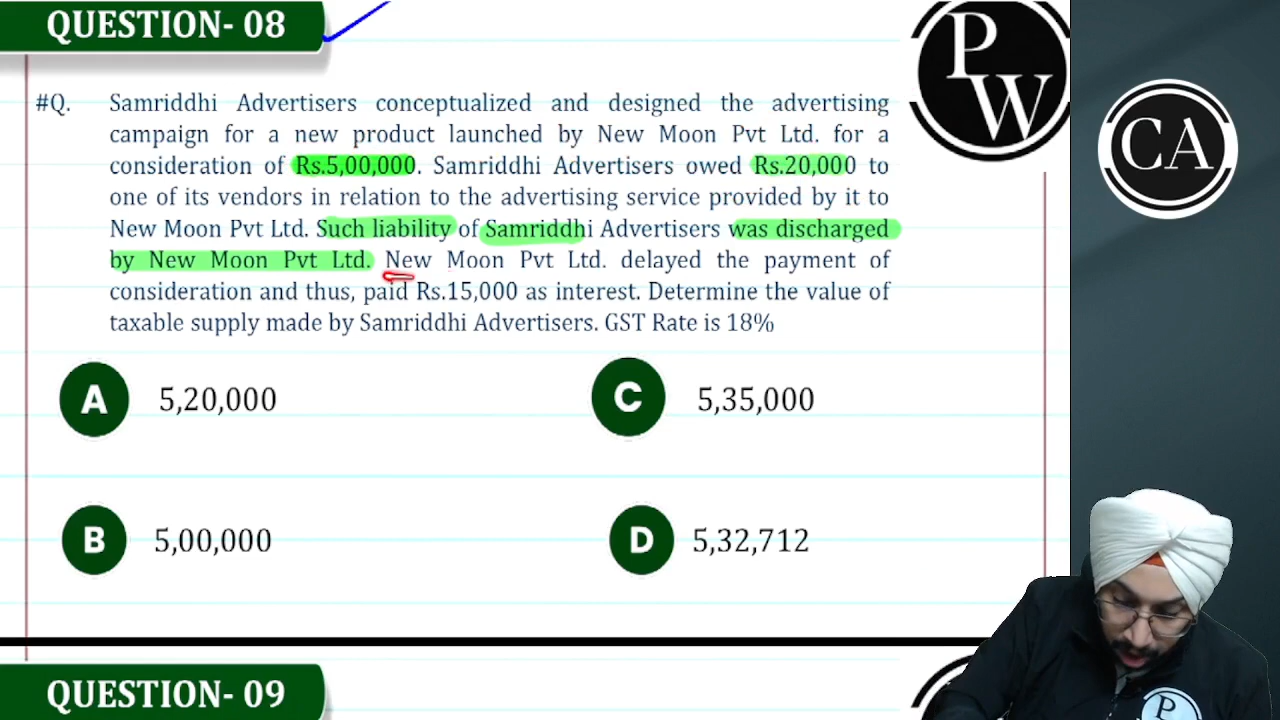 QUESTION- 08
#Q. Samriddhi Advertisers conceptualized and designed the advertising
campaign for a new product launched by New Moon Pvt Ltd. for a
consideration of Rs.5,00,000. Samriddhi Advertisers owed Rs.20,000 to
one of its vendors in relation to the advertising service provided by it to
New Moon Pvt Ltd. Such liability of Samriddhi Advertisers was discharged
by New Moon Pvt Ltd. New Moon Pvt Ltd. delayed the payment of
consideration and thus, paid Rs.15,000 as interest. Determine the value of
taxable supply made by Samriddhi Advertisers. GST Rate is 18%
A 5,20,000
C 5,35,000
B 5,00,000
D 5,32,712
QUESTION- 09
P
W
CA
P